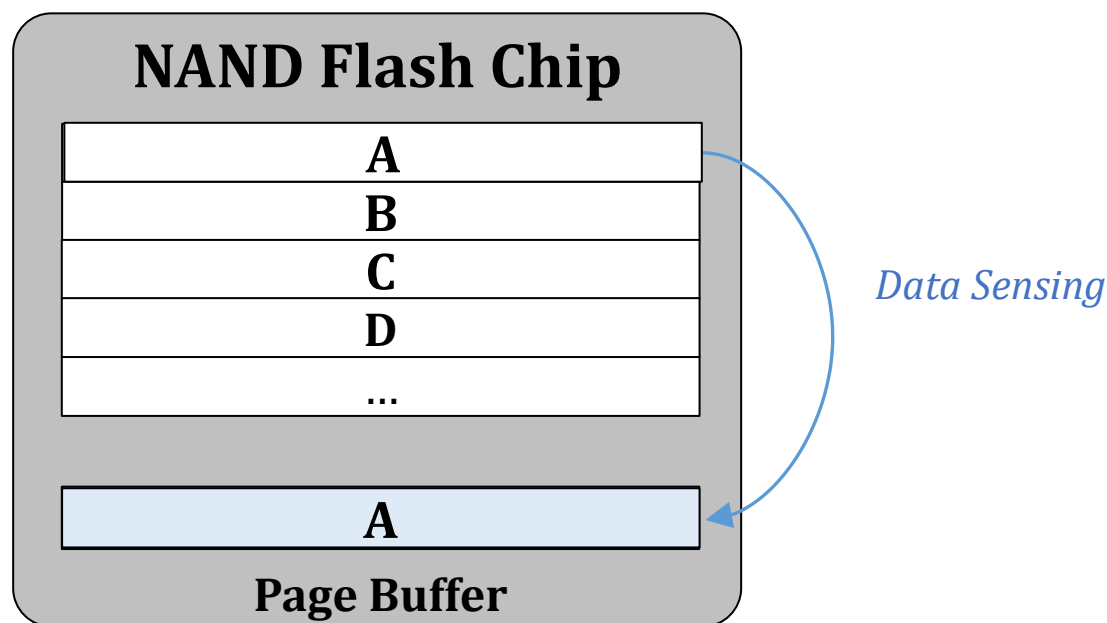 NAND Flash Chip
A
B
C
D
...
Data Sensing
A
Page Buffer